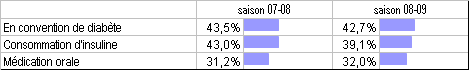 saison 07-08 saison 08-09
En convention de diabète 43,5% 42,7%
Consommation d'insuline 43,0% 39,1%
Médication orale 31,2% 32,0%